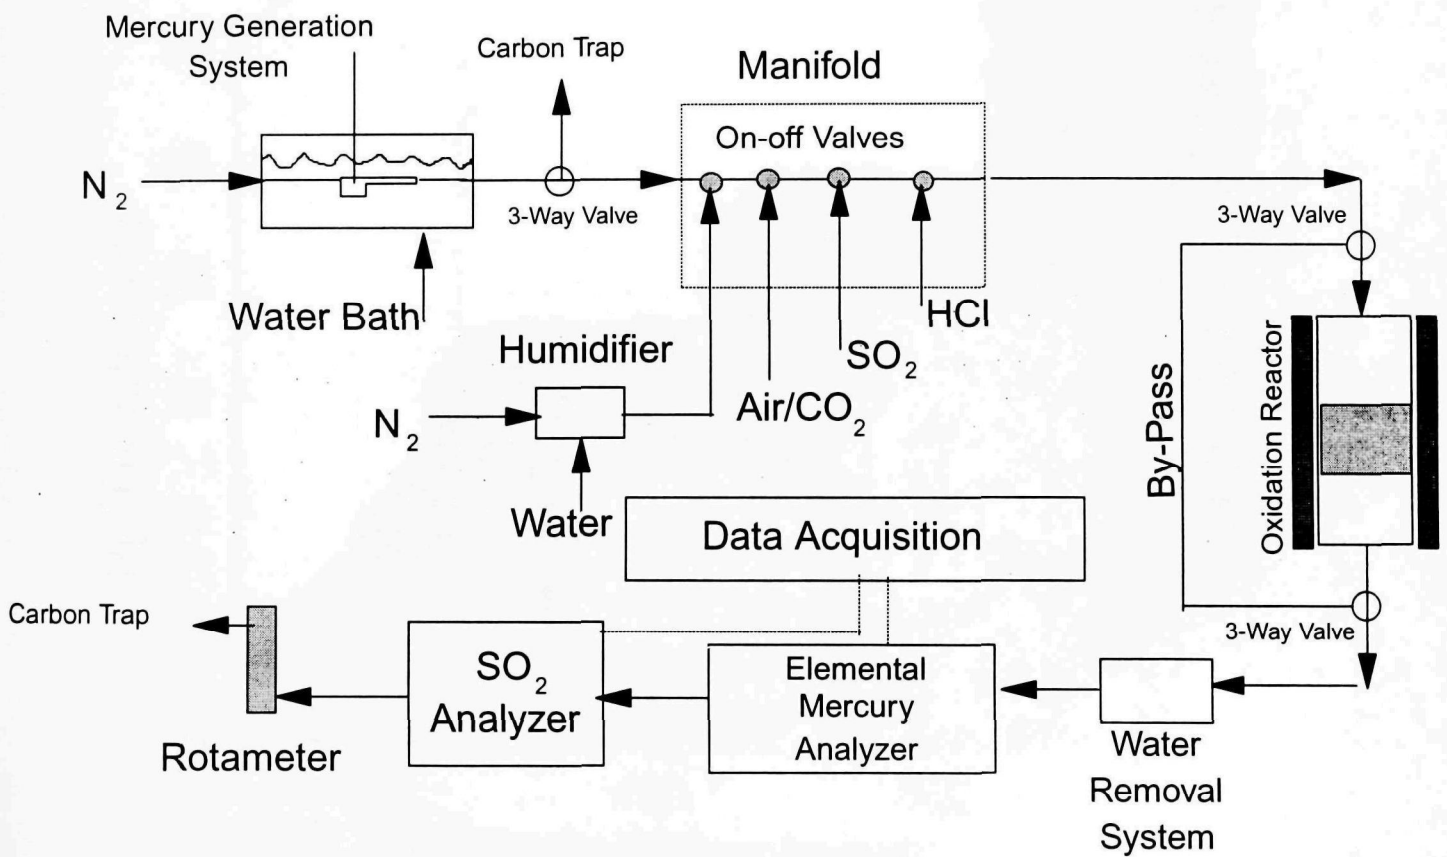 Mercury Generation
System
Carbon Trap
Manifold
On-off Valves
N2
3-Way Valve
3-Way Valve
Water Bath
HCl
Humidifier
SO2
Air/CO2
N2
Water
By-Pass
Oxidation Reactor
Data Acquisition
Carbon Trap
3-Way Valve
SO2
Analyzer
Elemental
Mercury
Analyzer
Rotameter
Water
Removal
System